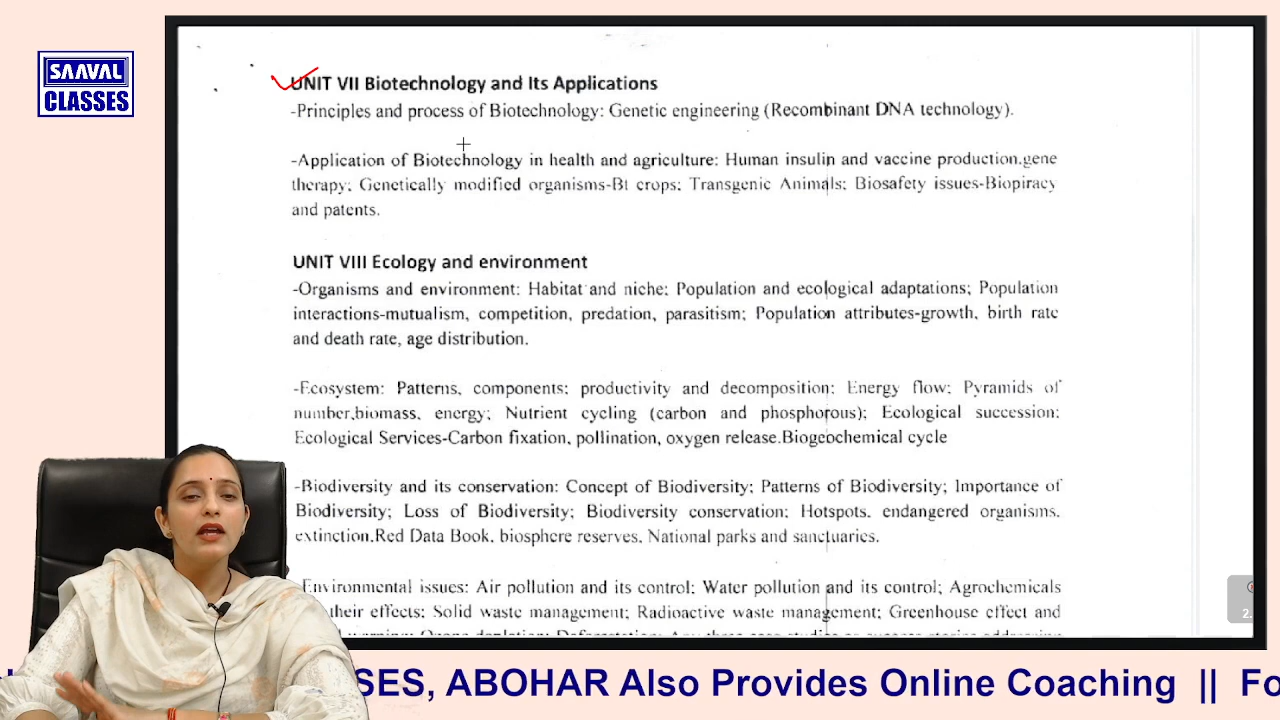 SAAVAL
CLASSES
UNIT VII Biotechnology and Its Applications
-Principles and process of Biotechnology: Genetic engineering (Recombinant DNA technology).
-Application of Biotechnology in health and agriculture: Human insulin and vaccine production.gene
therapy; Genetically modified organisms-Bt crops; Transgenic Animals; Biosafety issues-Biopiracy
and patents.
UNIT VIII Ecology and environment
-Organisms and environment: Habitat and niche; Population and ecological adaptations; Population
interactions-mutualism, competition, predation, parasitism; Population attributes-growth, birth rate
and death rate, age distribution.
-Ecosystem: Patterns, components; productivity and decomposition; Energy flow; Pyramids of
number,biomass, energy; Nutrient cycling (carbon and phosphorous); Ecological succession;
Ecological Services-Carbon fixation, pollination, oxygen release.Biogeochemical cycle
-Biodiversity and its conservation: Concept of Biodiversity; Patterns of Biodiversity; Importance of
Biodiversity; Loss of Biodiversity; Biodiversity conservation; Hotspots, endangered organisms,
extinction,Red Data Book, biosphere reserves, National parks and sanctuaries.
Environmental issues: Air pollution and its control; Water pollution and its control; Agrochemicals
their effects; Solid waste management; Radioactive waste management; Greenhouse effect and
2.
SES, ABOHAR Also Provides Online Coaching || Fo